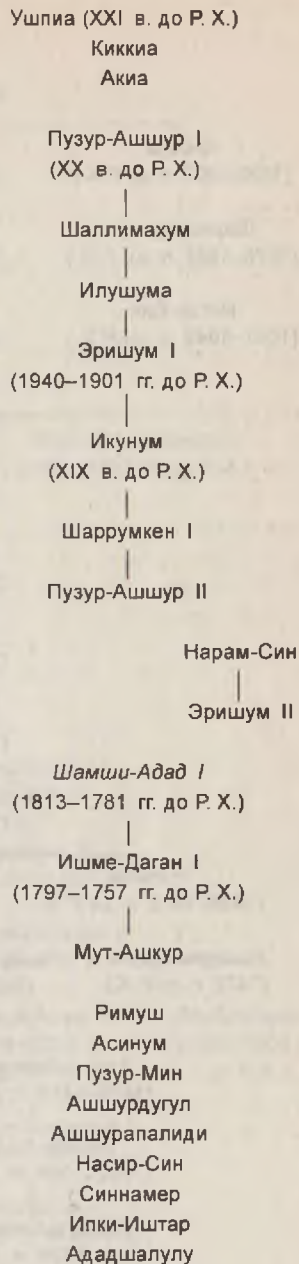 Ушпиа (XXI в. до Р. Х.)
Киккиа
Акиа
Пузур-Ашшур I
(XX в. до Р. Х.)
Шаллимахум
Илушума
Эришум I
(1940–1901 гг. до Р. Х.)
Икунум
(XIX в. до Р. Х.)
Шаррумкен I
Пузур-Ашшур II
Нарам-Син
Эришум II
Шамши-Адад I
(1813–1781 гг. до Р. Х.)
Ишме-Даган I
(1797–1757 гг. до Р. Х.)
Мут-Ашкур
Римуш
Асинум
Пузур-Мин
Ашшурдугул
Ашшурапалиди
Насир-Син
Синнамер
Ипки-Иштар
Ададшалулу